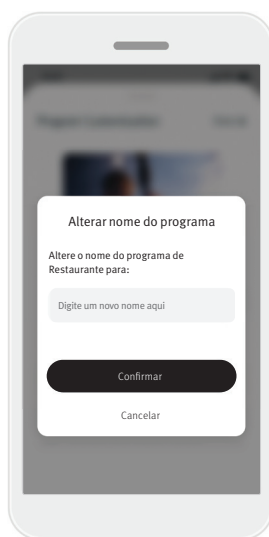 Alterar nome do programa
Altere o nome do programa de
Restaurante para:
Digite um novo nome aqui
Confirmar
Cancelar